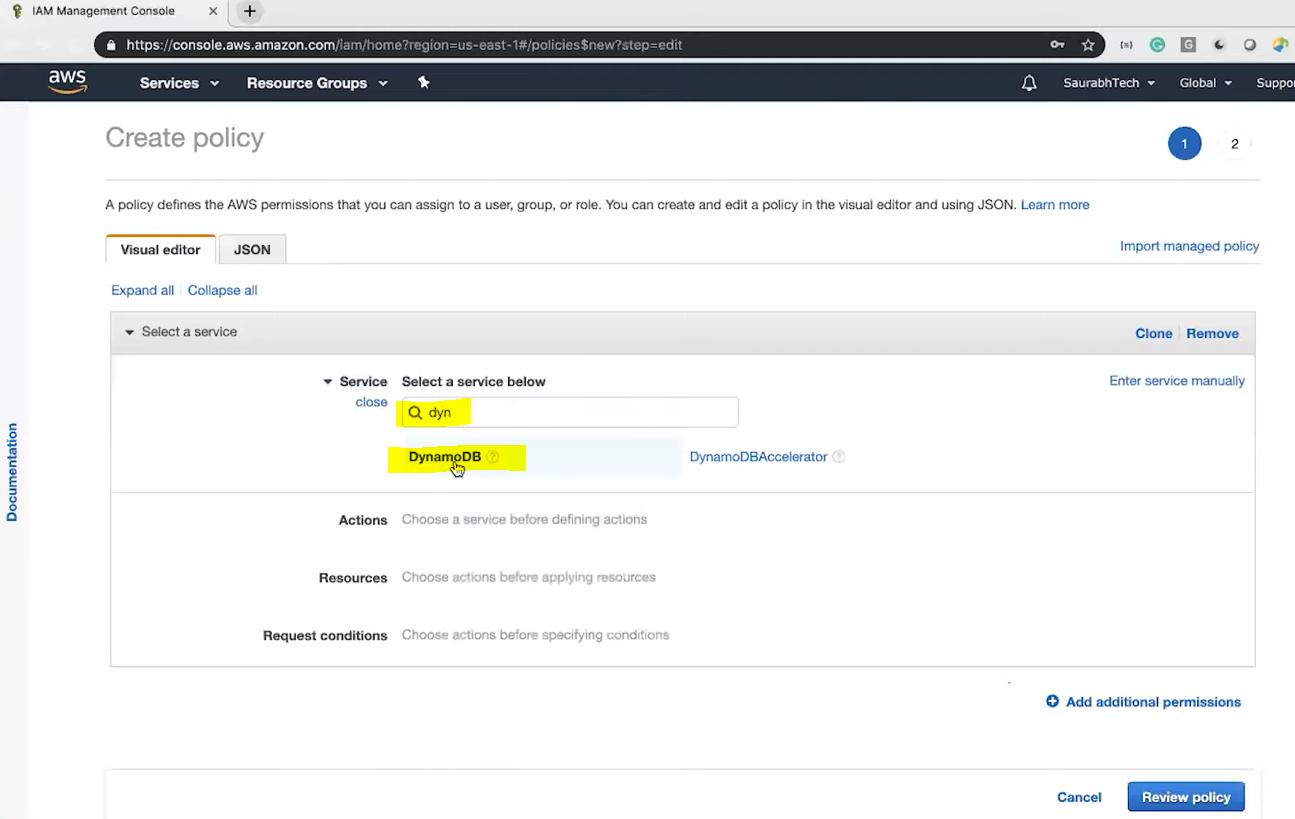 IAM Management Console
https://console.aws.amazon.com/iam/home?region=us-east-1#/policies$new?step=edit
aws Services Resource Groups SaurabhTech Global Suppor
Create policy
1 2
A policy defines the AWS permissions that you can assign to a user, group, or role. You can create and edit a policy in the visual editor and using JSON. Learn more
Visual editor JSON Import managed policy
Expand all Collapse all
Select a service Clone Remove
Service Select a service below Enter service manually
close dyn
DynamoDB ? DynamoDBAccelerator ?
Documentation
Actions Choose a service before defining actions
Resources Choose actions before applying resources
Request conditions Choose actions before specifying conditions
Add additional permissions
Cancel Review policy